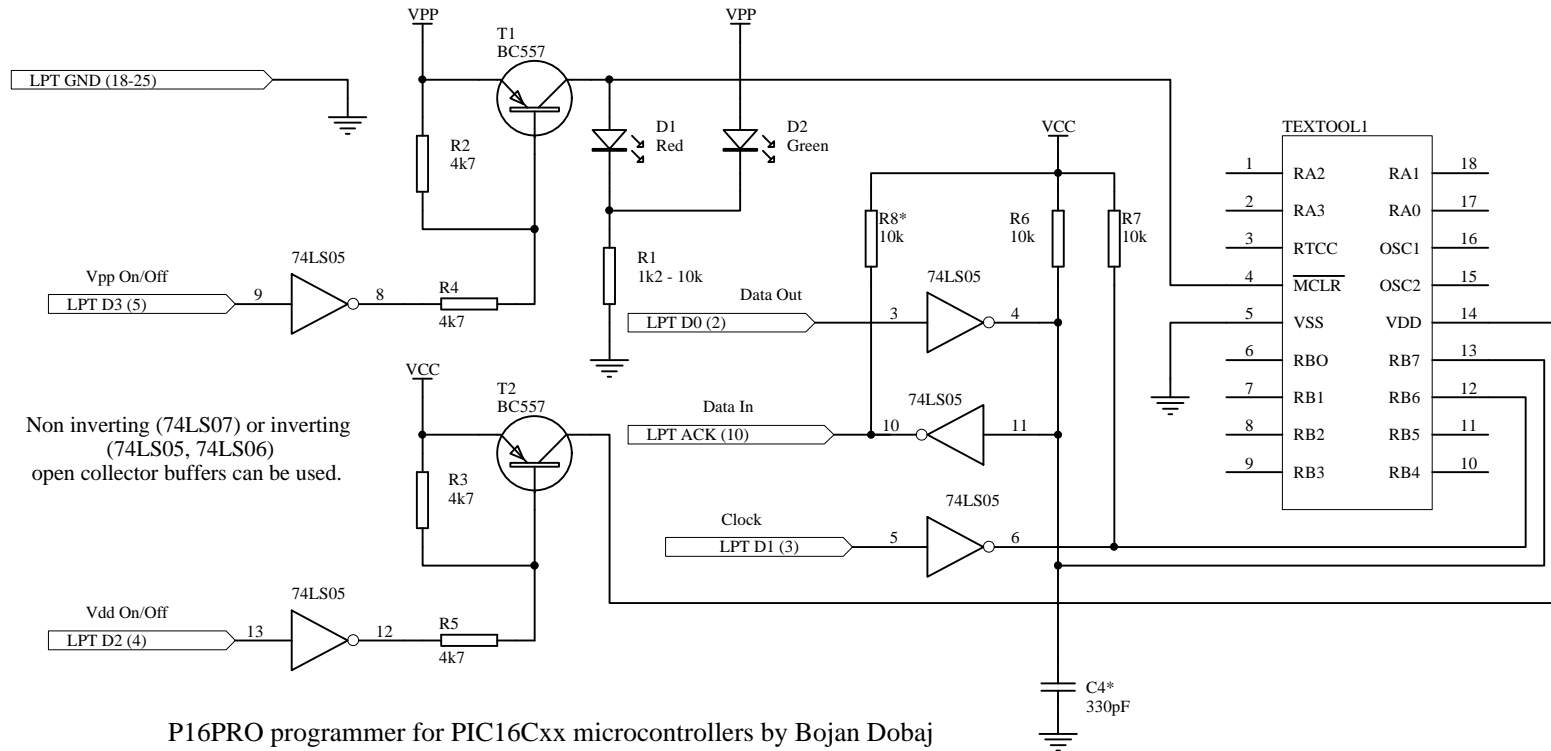 VPP
VPP
T1
BC557
LPT GND (18-25)
R2
4k7
D1
Red
D2
Green
VCC
TEXTOOL1
1 RA2 RA1 18
2 RA3 RA0 17
3 RTCC OSC1 16
4 MCLR OSC2 15
5 VSS VDD 14
6 RBO RB7 13
7 RB1 RB6 12
8 RB2 RB5 11
9 RB3 RB4 10
R8*
10k
R6
10k
R7
10k
74LS05
Vpp On/Off
LPT D3 (5)
9
8
R4
4k7
R1
1k2 - 10k
74LS05
Data Out
LPT D0 (2)
3
4
VCC
T2
BC557
Non inverting (74LS07) or inverting
(74LS05, 74LS06)
open collector buffers can be used.
R3
4k7
Data In
74LS05
LPT ACK (10)
10
11
74LS05
Clock
LPT D1 (3)
5
6
74LS05
Vdd On/Off
LPT D2 (4)
13
12
R5
4k7
C4*
330pF
P16PRO programmer for PIC16Cxx microcontrollers by Bojan Dobaj